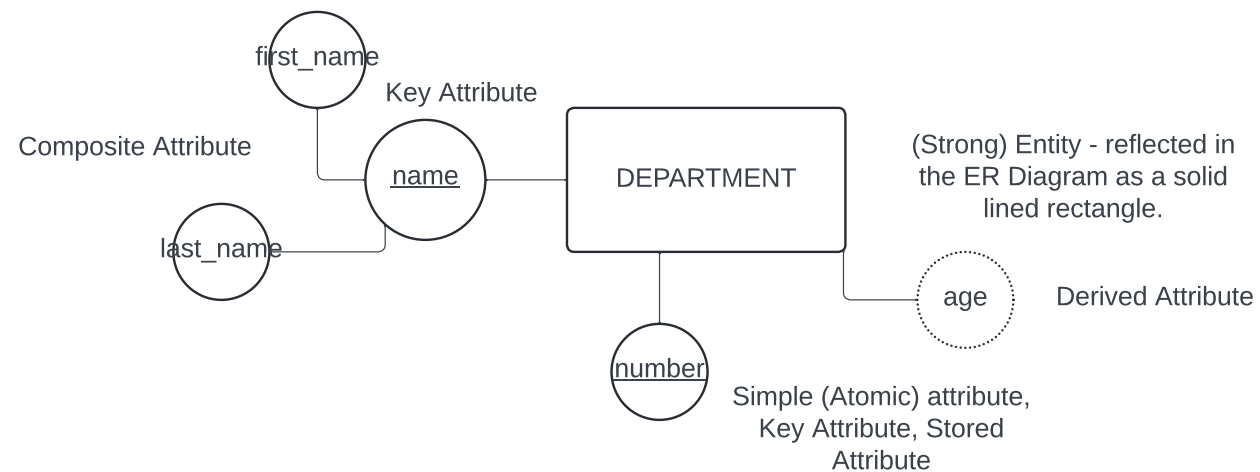 first_name
Key Attribute
Composite Attribute
name
last_name
DEPARTMENT
(Strong) Entity - reflected in
the ER Diagram as a solid
lined rectangle.
age
Derived Attribute
number
Simple (Atomic) attribute,
Key Attribute, Stored
Attribute